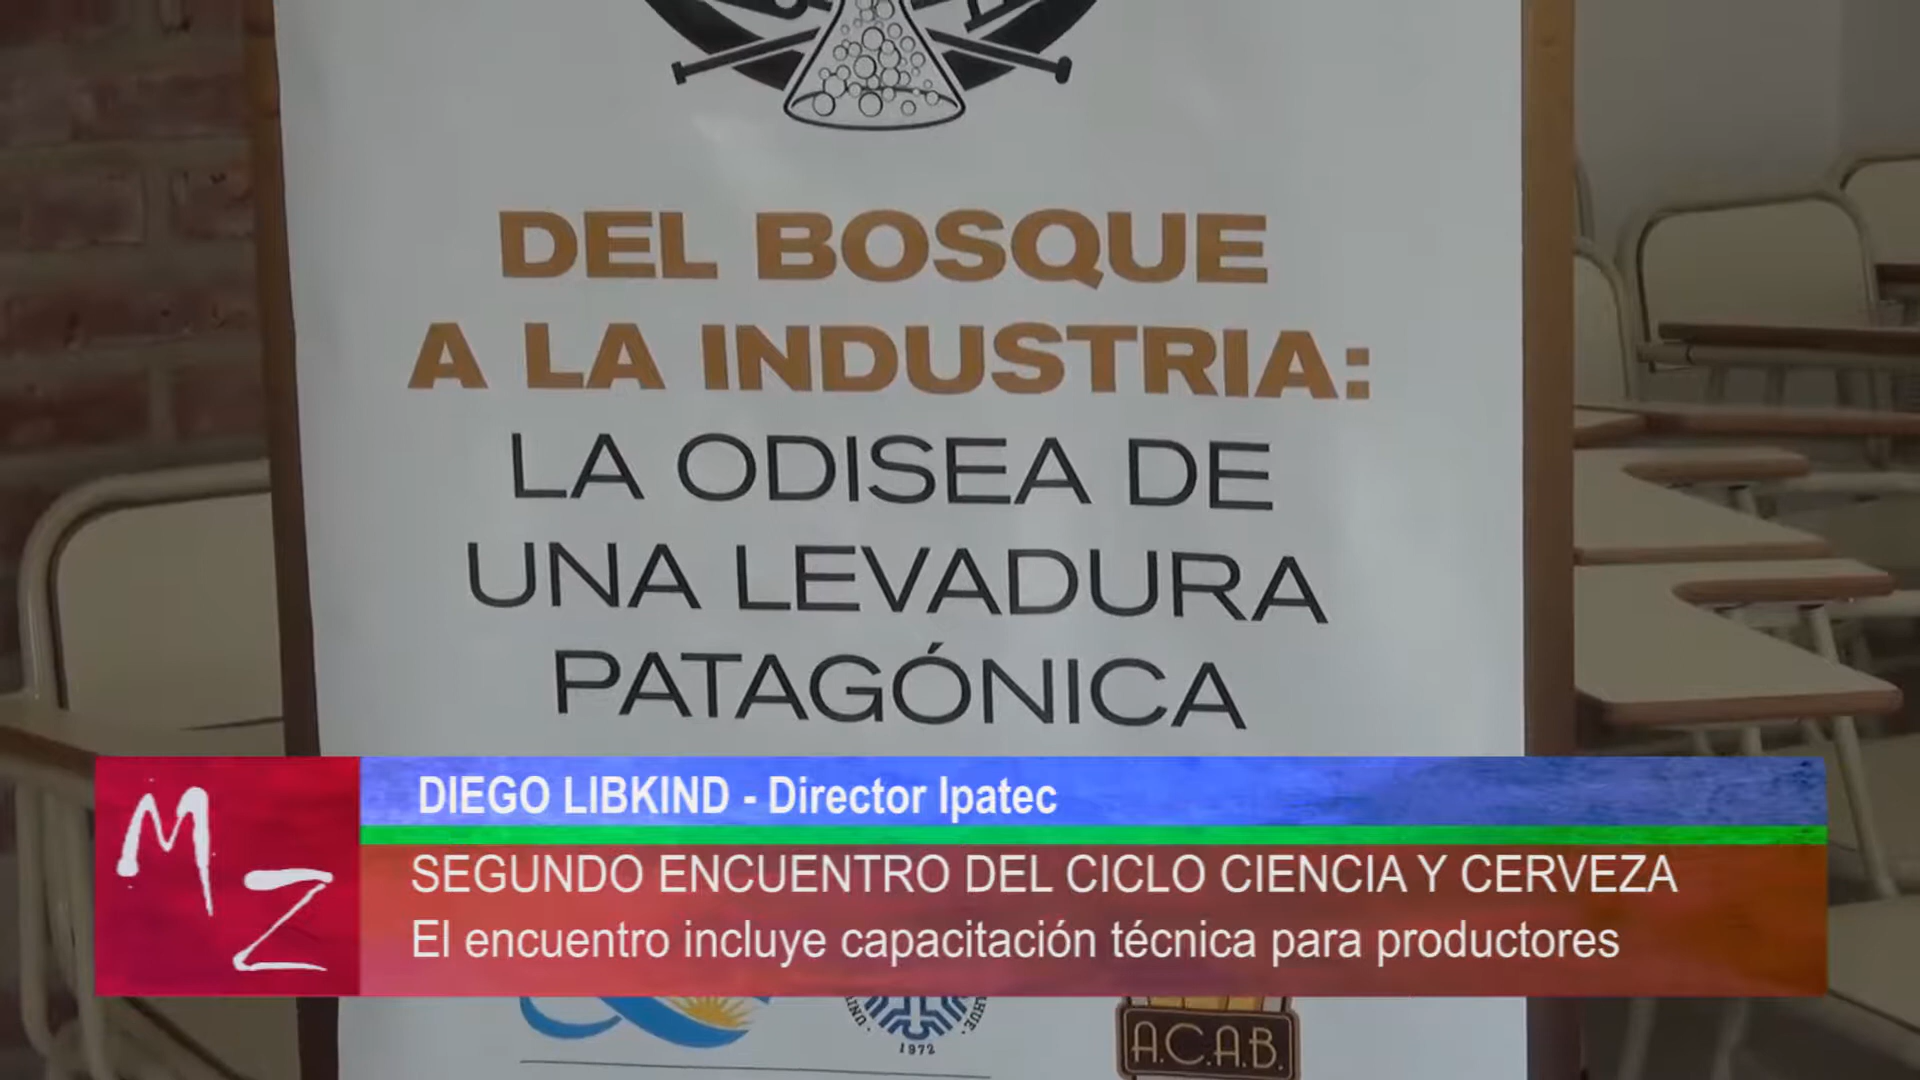 DEL BOSQUE
A LA INDUSTRIA:
LA ODISEA DE
UNA LEVADURA
PATAGÓNICA
MZ
DIEGO LIBKIND - Director Ipatec
SEGUNDO ENCUENTRO DEL CICLO CIENCIA Y CERVEZA
El encuentro incluye capacitación técnica para productores
1972
A.C.A.B.